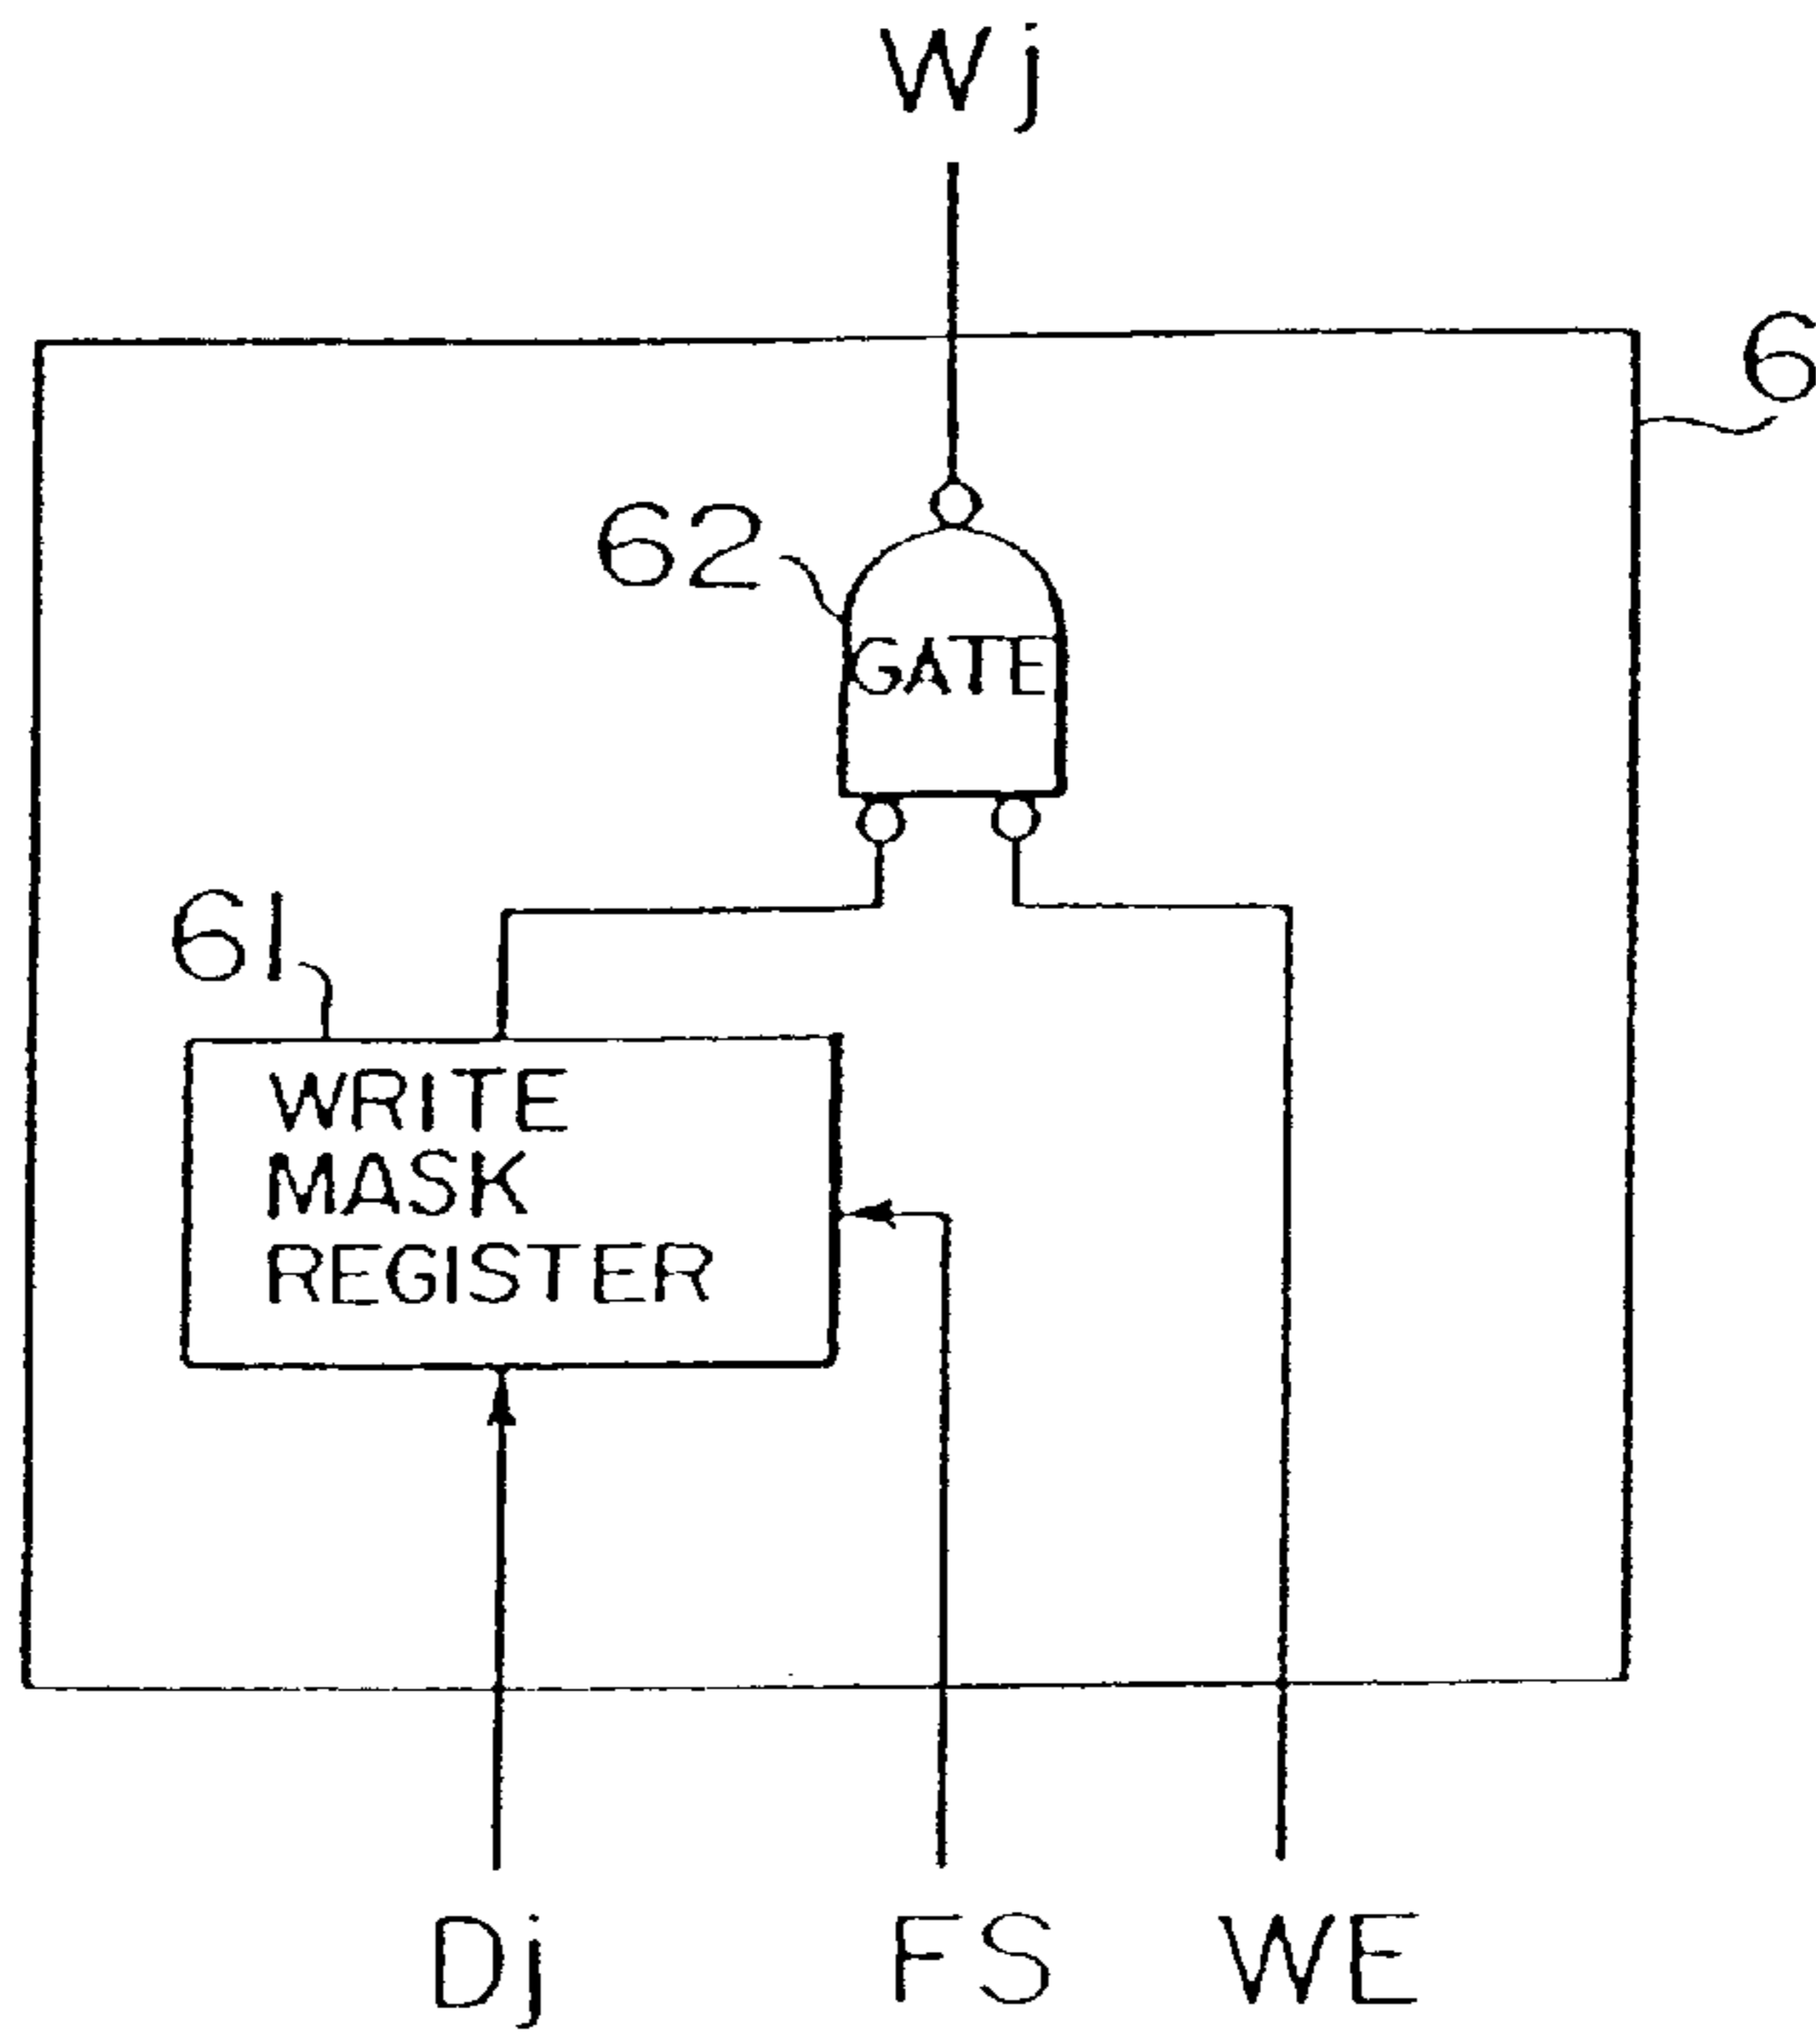 Wj
6
62
GATE
61
WRITE
MASK
REGISTER
Dj
FS
WE